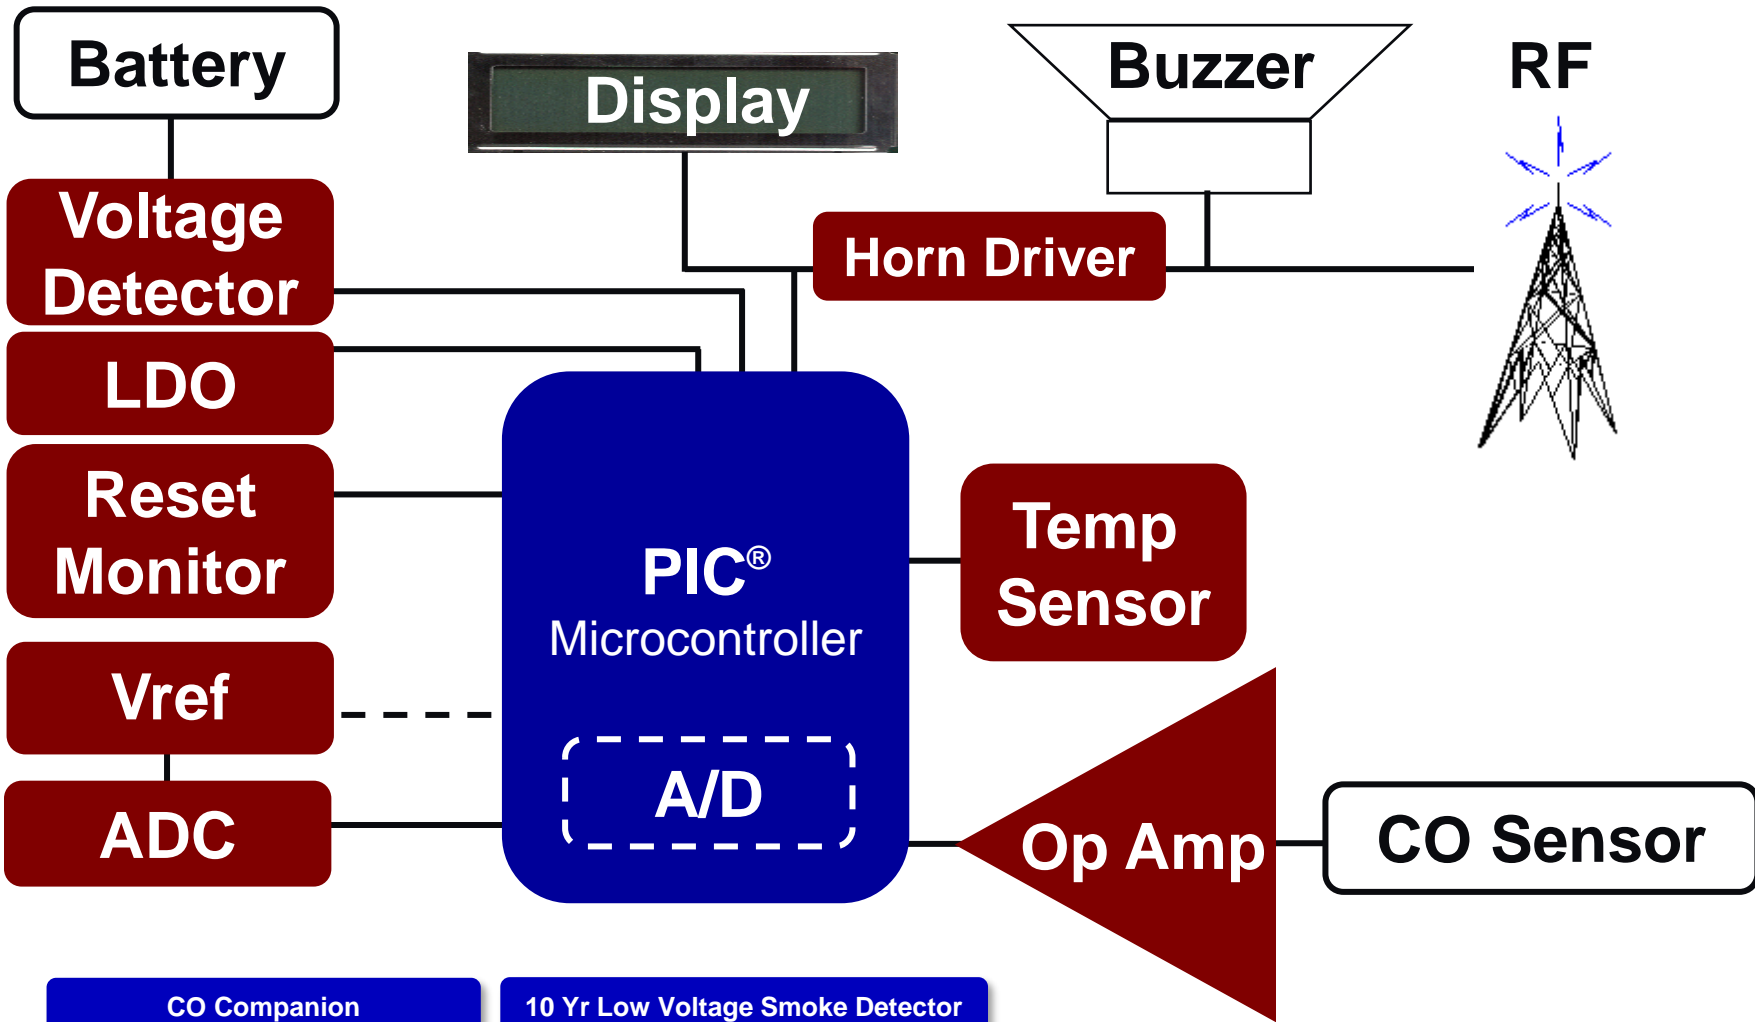 Battery
Display
Buzzer
RF
Voltage
Detector
Horn Driver
LDO
Reset
Monitor
PIC®
Microcontroller
Temp
Sensor
Vref
A/D
ADC
Op Amp
CO Sensor
CO Companion
10 Yr Low Voltage Smoke Detector